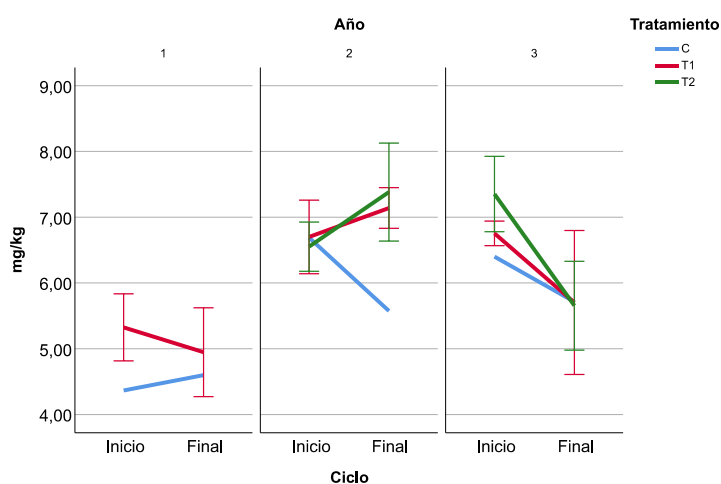 Año
Tratamiento
C
T1
T2
1 2 3
9,00
8,00
7,00
6,00
5,00
4,00
mg/kg
Inicio Final Inicio Final Inicio Final
Ciclo